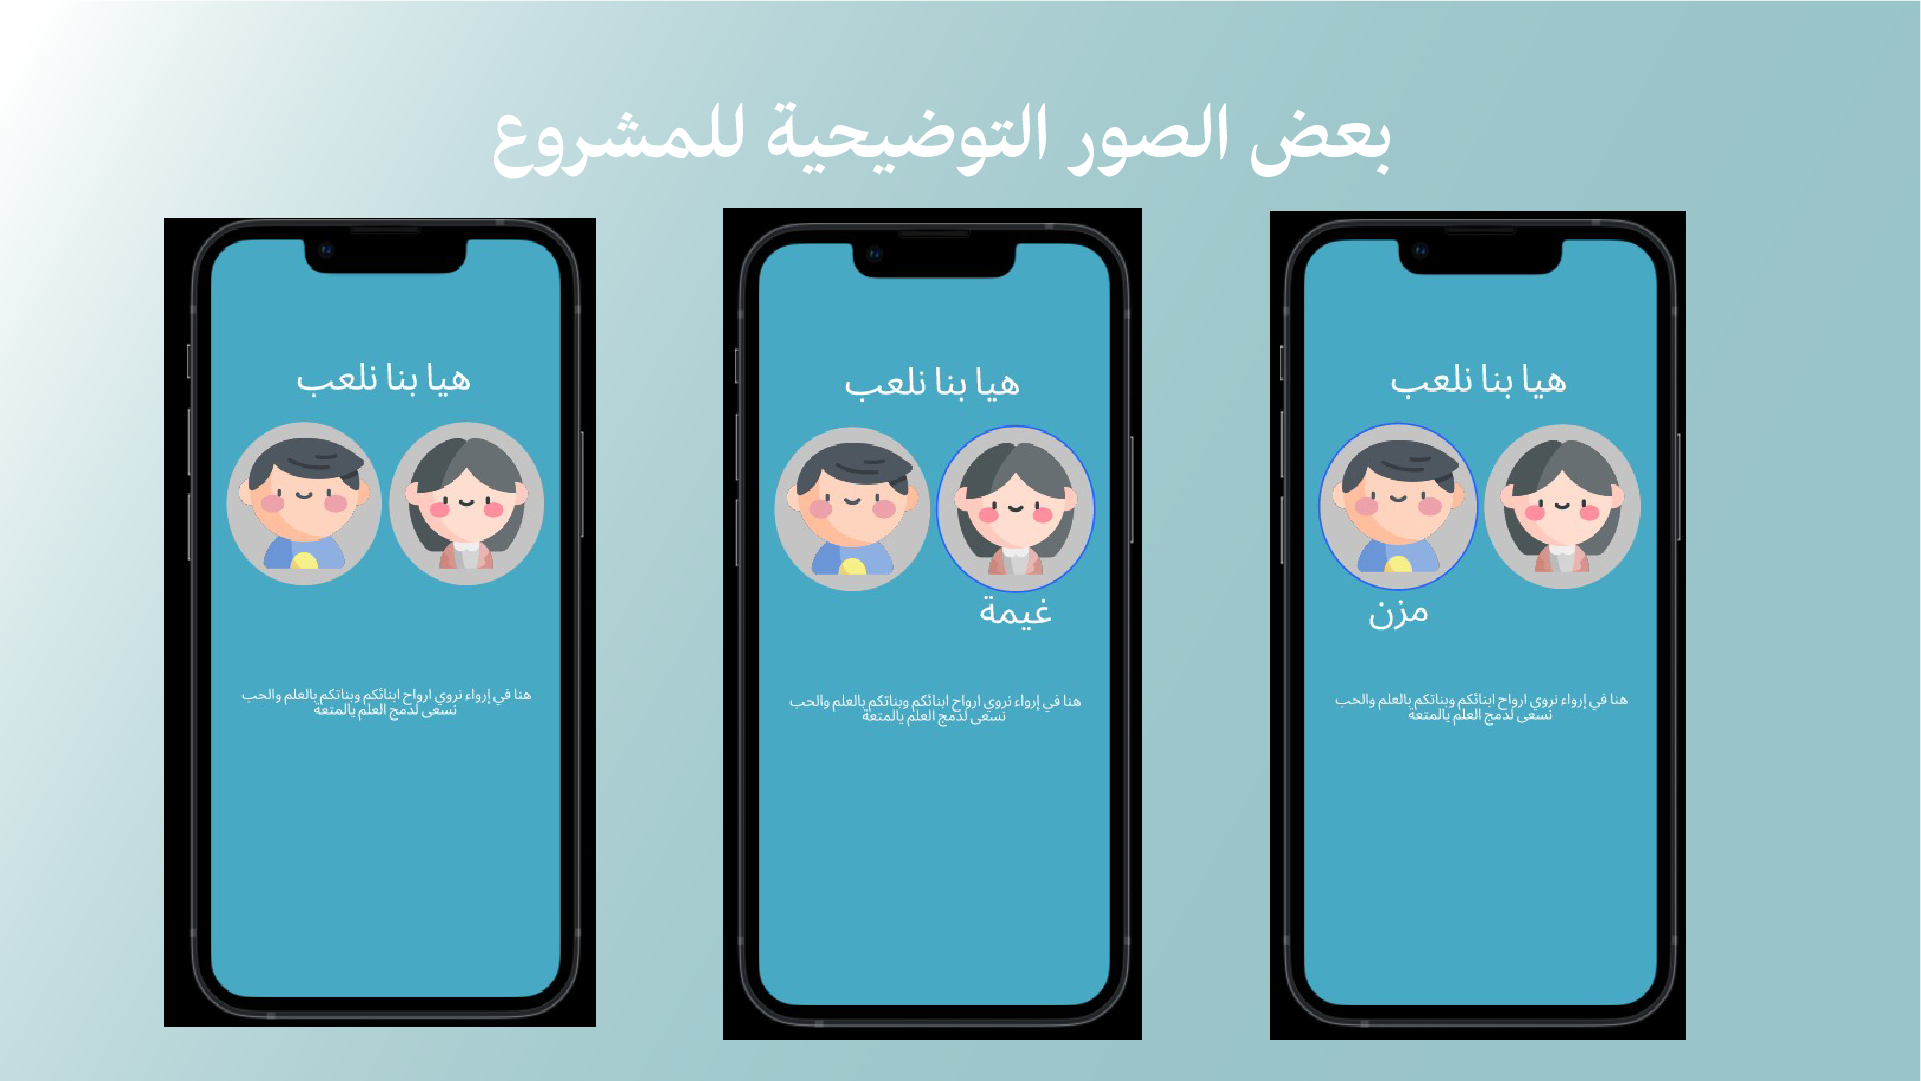 بعض الصور التوضيحية للمشروع
هيا بنا نلعب
هنا في إرواء نروي ارواح ابنائكم وبناتكم بالعلم والحب
نسعى لدمج العلم بالمتعة
هيا بنا نلعب
غيمة
هنا في إرواء نروي ارواح ابنائكم وبناتكم بالعلم والحب
نسعى لدمج العلم بالمتعة
هيا بنا نلعب
مزن
هنا في إرواء نروي ارواح ابنائكم وبناتكم بالعلم والحب
نسعى لدمج العلم بالمتعة